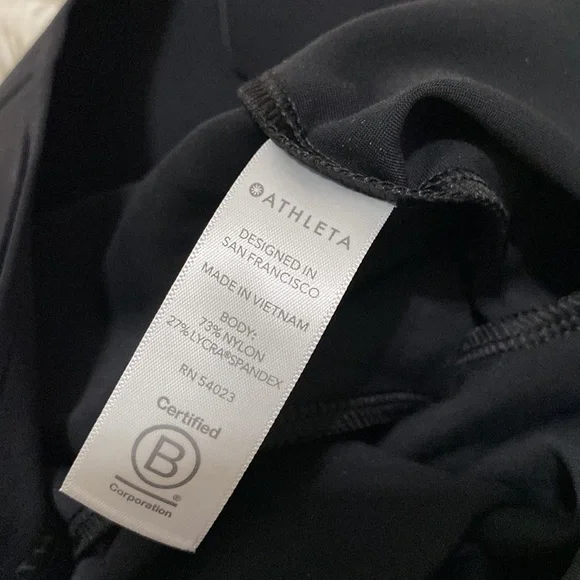 ATHLETA
DESIGNED IN
SAN FRANCISCO
MADE IN VIETNAM
BODY:
73% NYLON
27% LYCRA®SPANDEX
RN 54023
Certified
B
®
Corporation